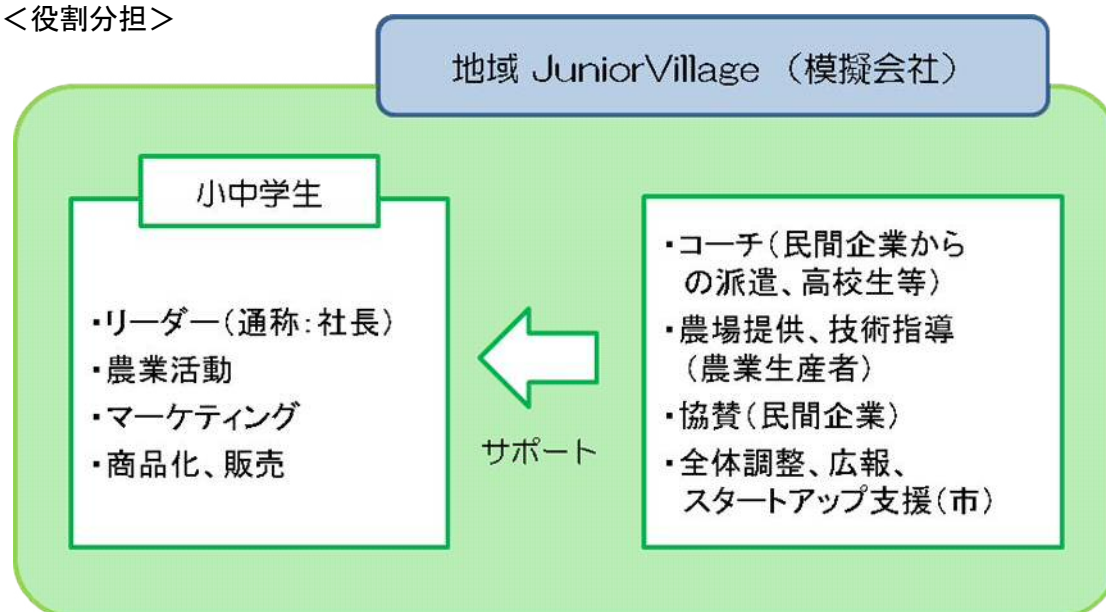 ＜役割分担＞
地域 JuniorVillage （模擬会社）
小中学生
・リーダー（通称：社長）
・農業活動
・マーケティング
・商品化、販売
サポート
・コーチ（民間企業から
の派遣、高校生等）
・農場提供、技術指導
（農業生産者）
・協賛（民間企業）
・全体調整、広報、
スタートアップ支援（市）